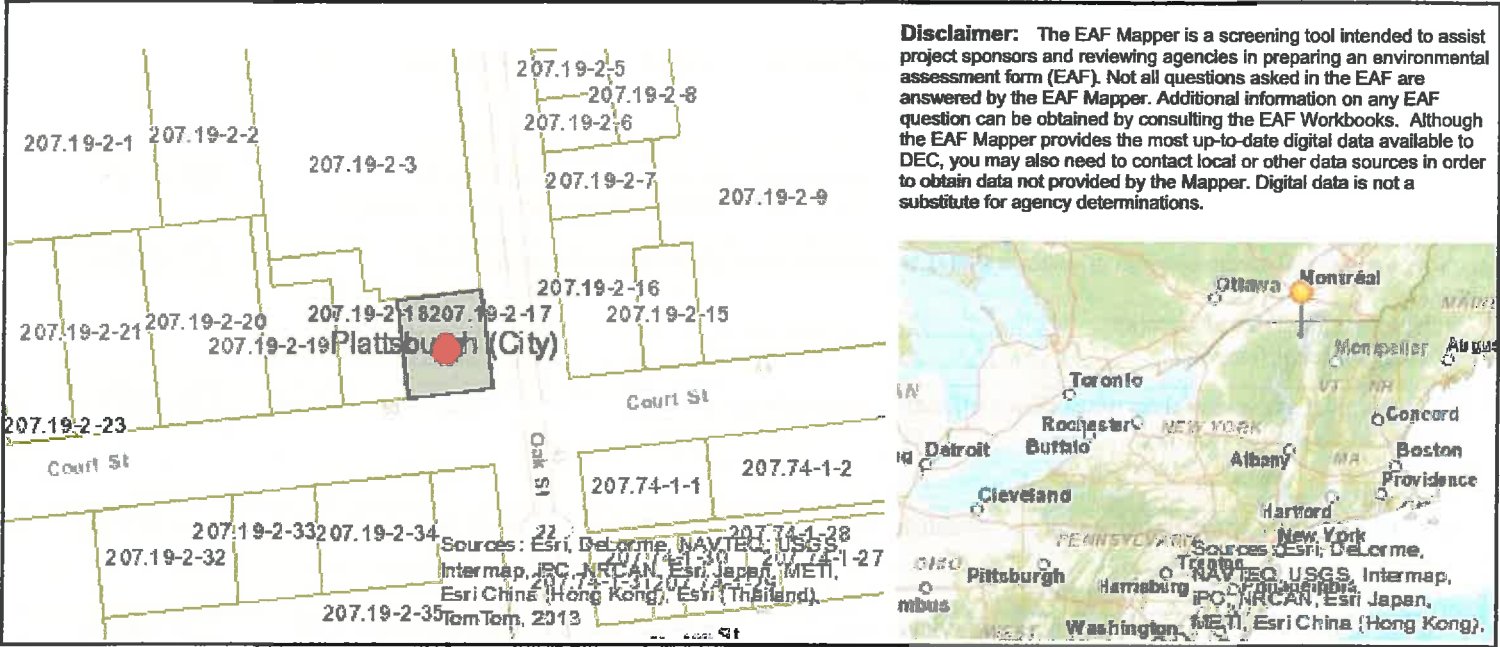 Disclaimer: The EAF Mapper is a screening tool intended to assist
project sponsors and reviewing agencies in preparing an environmental
assessment form (EAF). Not all questions asked in the EAF are
answered by the EAF Mapper. Additional information on any EAF
question can be obtained by consulting the EAF Workbooks. Although
the EAF Mapper provides the most up-to-date digital data available to
DEC, you may also need to contact local or other data sources in order
to obtain data not provided by the Mapper. Digital data is not a
substitute for agency determinations.
207.19-2-5
207.19-2-8
207.19-2-6
207.19-2-1
207.19-2-2
207.19-2-3
207.19-2-7
207.19-2-9
207.19-2-16
207.19-2-15
207.19-2-18
207.19-2-17
207.19-2-21
207.19-2-20
207.19-2-19
Plattsburgh (City)
Court St
207.19-2-23
Court St
Oak St
207.74-1-1
207.74-1-2
207.19-2-33
207.19-2-34
207.19-2-32
207.19-2-35
207.74-1-28
207.74-1-27
Sources: Esri, DeLorme, NAVTEQ, USGS,
Intermap, iPC, NRCAN, Esri Japan, METI,
Esri China (Hong Kong), Esri (Thailand),
TomTom, 2013
St
Ottawa
Montréal
Montpelier
VT
NH
Toronto
Rochester
NEW YORK
Buffalo
Detroit
Albany
MA
Concord
Boston
Providence
Cleveland
Hartford
New York
PENNSYLVANIA
OHIO
Pittsburgh
Harrisburg
Trenton
Philadelphia
mbus
Washington
Sources: Esri, DeLorme,
NAVTEQ, USGS, Intermap,
iPC, NRCAN, Esri Japan,
METI, Esri China (Hong Kong),